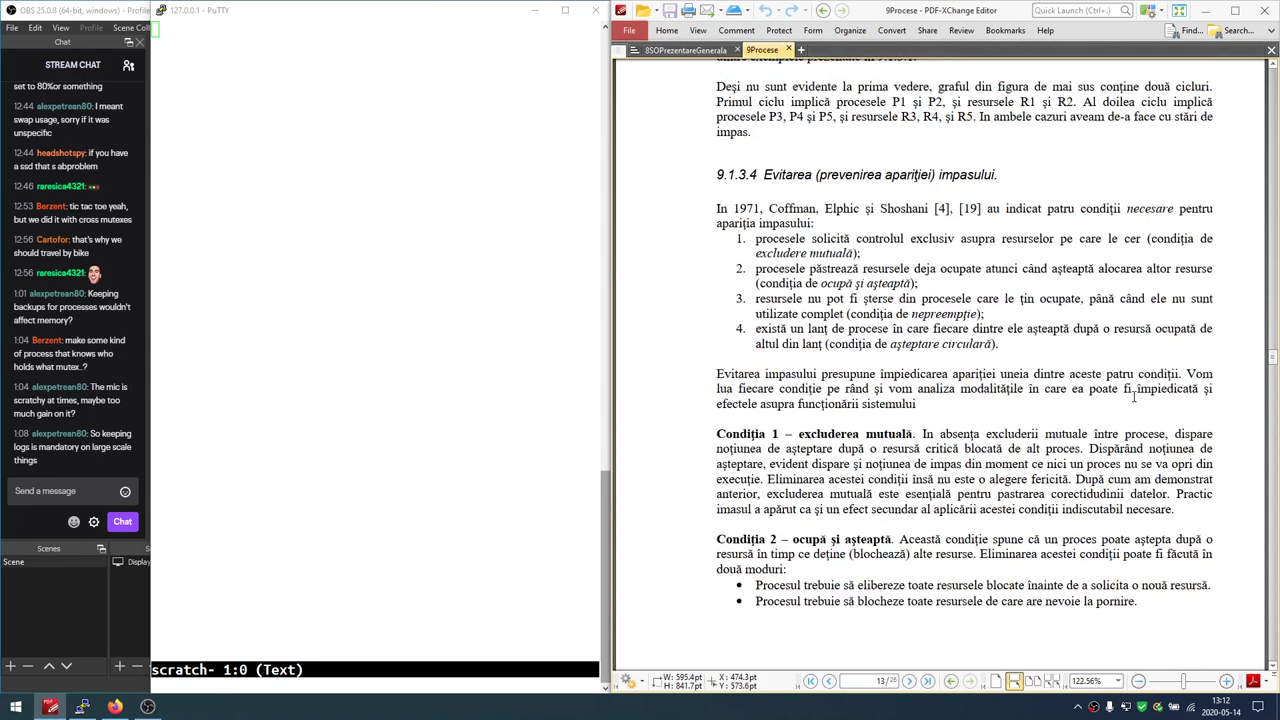 OBS 25.0.8 (64-bit, windows) - Profile
File Edit View Profile Scene Coll
Chat
STREAM CHAT
set to 80%or something
12:44 alexpetrean80: I meant
swap usage, sorry if it was
unspecific
12:44 headshotspy: if you have
a ssd that s abproblem
12:46 raresica4321:
12:53 Berzent: tic tac toe yeah,
but we did it with cross mutexes
12:56 Cartofor: that's why we
should travel by bike
12:56 raresica4321:
1:01 alexpetrean80: Keeping
backups for processes wouldn't
affect memory?
1:04 Berzent: make some kind
of process that knows who
holds what mutex..?
1:04 alexpetrean80: The mic is
scratchy at times, maybe too
much gain on it?
1:08 alexpetrean80: So keeping
logs is mandatory on large scale
things
Send a message
Chat
Scenes
Scene
Display
127.0.0.1 - PuTTY
scratch- 1:0 (Text)
9Procese - PDF-XChange Editor
Quick Launch (Ctrl+.)
File Home View Comment Protect Form Organize Convert Share Review Bookmarks Help
Find... Search...
8SOPrezentareGenerala 9Procese
dintre exemplele prezentate în 9.1.3.1.
Deşi nu sunt evidente la prima vedere, graful din figura de mai sus conţine două cicluri.
Primul ciclu implică procesele P1 şi P2, şi resursele R1 şi R2. Al doilea ciclu implică
procesele P3, P4 şi P5, şi resursele R3, R4, şi R5. In ambele cazuri aveam de-a face cu stări de
impas.
9.1.3.4 Evitarea (prevenirea apariţiei) impasului.
In 1971, Coffman, Elphic şi Shoshani [4], [19] au indicat patru condiţii necesare pentru
apariţia impasului:
1. procesele solicită controlul exclusiv asupra resurselor pe care le cer (condiţia de
excludere mutuală);
2. procesele păstrează resursele deja ocupate atunci când aşteaptă alocarea altor resurse
(condiţia de ocupă şi aşteaptă);
3. resursele nu pot fi şterse din procesele care le ţin ocupate, până când ele nu sunt
utilizate complet (condiţia de nepreempţie);
4. există un lanţ de procese în care fiecare dintre ele aşteaptă după o resursă ocupată de
altul din lanţ (condiţia de aşteptare circulară).
Evitarea impasului presupune împiedicarea apariţiei uneia dintre aceste patru condiţii. Vom
lua fiecare condiţie pe rând şi vom analiza modalităţile în care ea poate fi împiedicată şi
efectele asupra funcţionării sistemului
Condiţia 1 – excluderea mutuală. In absenţa excluderii mutuale între procese, dispare
noţiunea de aşteptare după o resursă critică blocată de alt proces. Dispărând noţiunea de
aşteptare, evident dispare şi noţiunea de impas din moment ce nici un proces nu se va opri din
execuţie. Eliminarea acestei condiţii însă nu este o alegere fericită. După cum am demonstrat
anterior, excluderea mutuală este esenţială pentru pastrarea corectidudinii datelor. Practic
imasul a apărut ca şi un efect secundar al aplicării acestei condiţii indiscutabil necesare.
Condiţia 2 – ocupă şi aşteaptă. Această condiţie spune că un proces poate aştepta după o
resursă în timp ce deţine (blochează) alte resurse. Eliminarea acestei condiţii poate fi făcută în
două moduri:
• Procesul trebuie să elibereze toate resursele blocate înainte de a solicita o nouă resursă.
• Procesul trebuie să blocheze toate resursele de care are nevoie la pornire.
W: 595.4pt X: 474.3pt
H: 841.7pt Y: 573.6pt
13 / 26
122.56%
13:12
2020-05-14